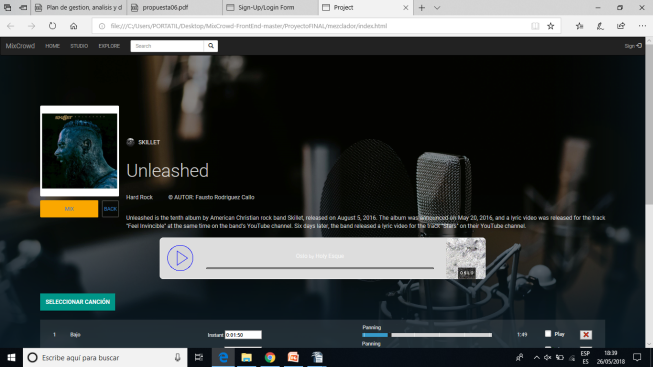 Plan de gestion, analisis y d
propuesta06.pdf
Sign-Up/Login Form
Project
file:///C:/Users/PORTATIL/Desktop/MixCrowd-FrontEnd-master/ProyectoFINAL/mezclador/index.html
MixCrowd HOME STUDIO EXPLORE Search Sign
SKILLET
Unleashed
Hard Rock © AUTOR: Fausto Rodriguez Callo
MIX BACK
Unleashed is the tenth album by American Christian rock band Skillet, released on August 5, 2016. The album was announced on May 20, 2016, and a lyric video was released for the track
"Feel Invincible" at the same time on the band's YouTube channel. Six days later, the band released a lyric video for the track "Stars" on their YouTube channel.
SELECCIONAR CANCIÓN
Panning
1 Bajo Instant 0:01:50 1:49 Play
Panning
Escribe aquí para buscar
ESP 18:39
ES 26/05/2018